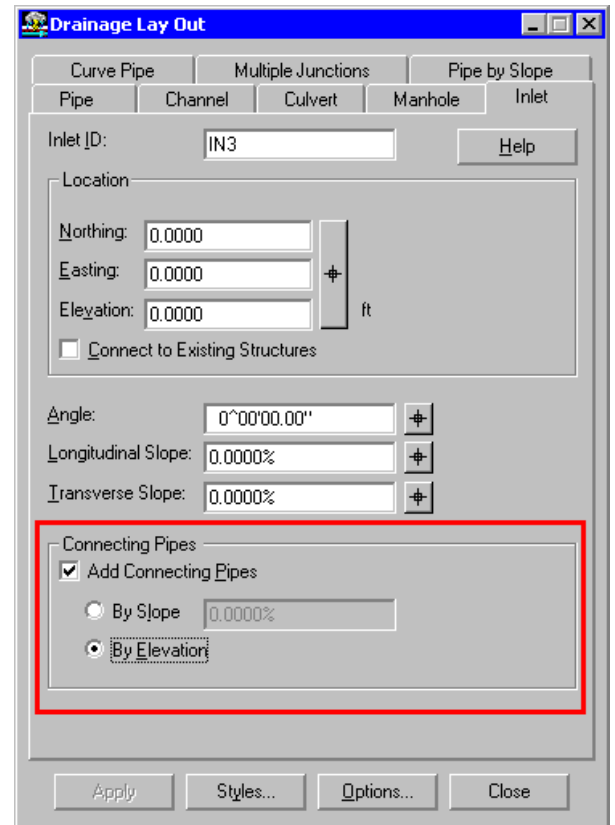 Drainage Lay Out
Curve Pipe Multiple Junctions Pipe by Slope
Pipe Channel Culvert Manhole Inlet
Inlet ID: IN3 Help
Location
Northing: 0.0000
Easting: 0.0000
Elevation: 0.0000 ft
Connect to Existing Structures
Angle: 0^00'00.00"
Longitudinal Slope: 0.0000%
Transverse Slope: 0.0000%
Connecting Pipes
Add Connecting Pipes
By Slope 0.0000%
By Elevation
Apply Styles... Options... Close